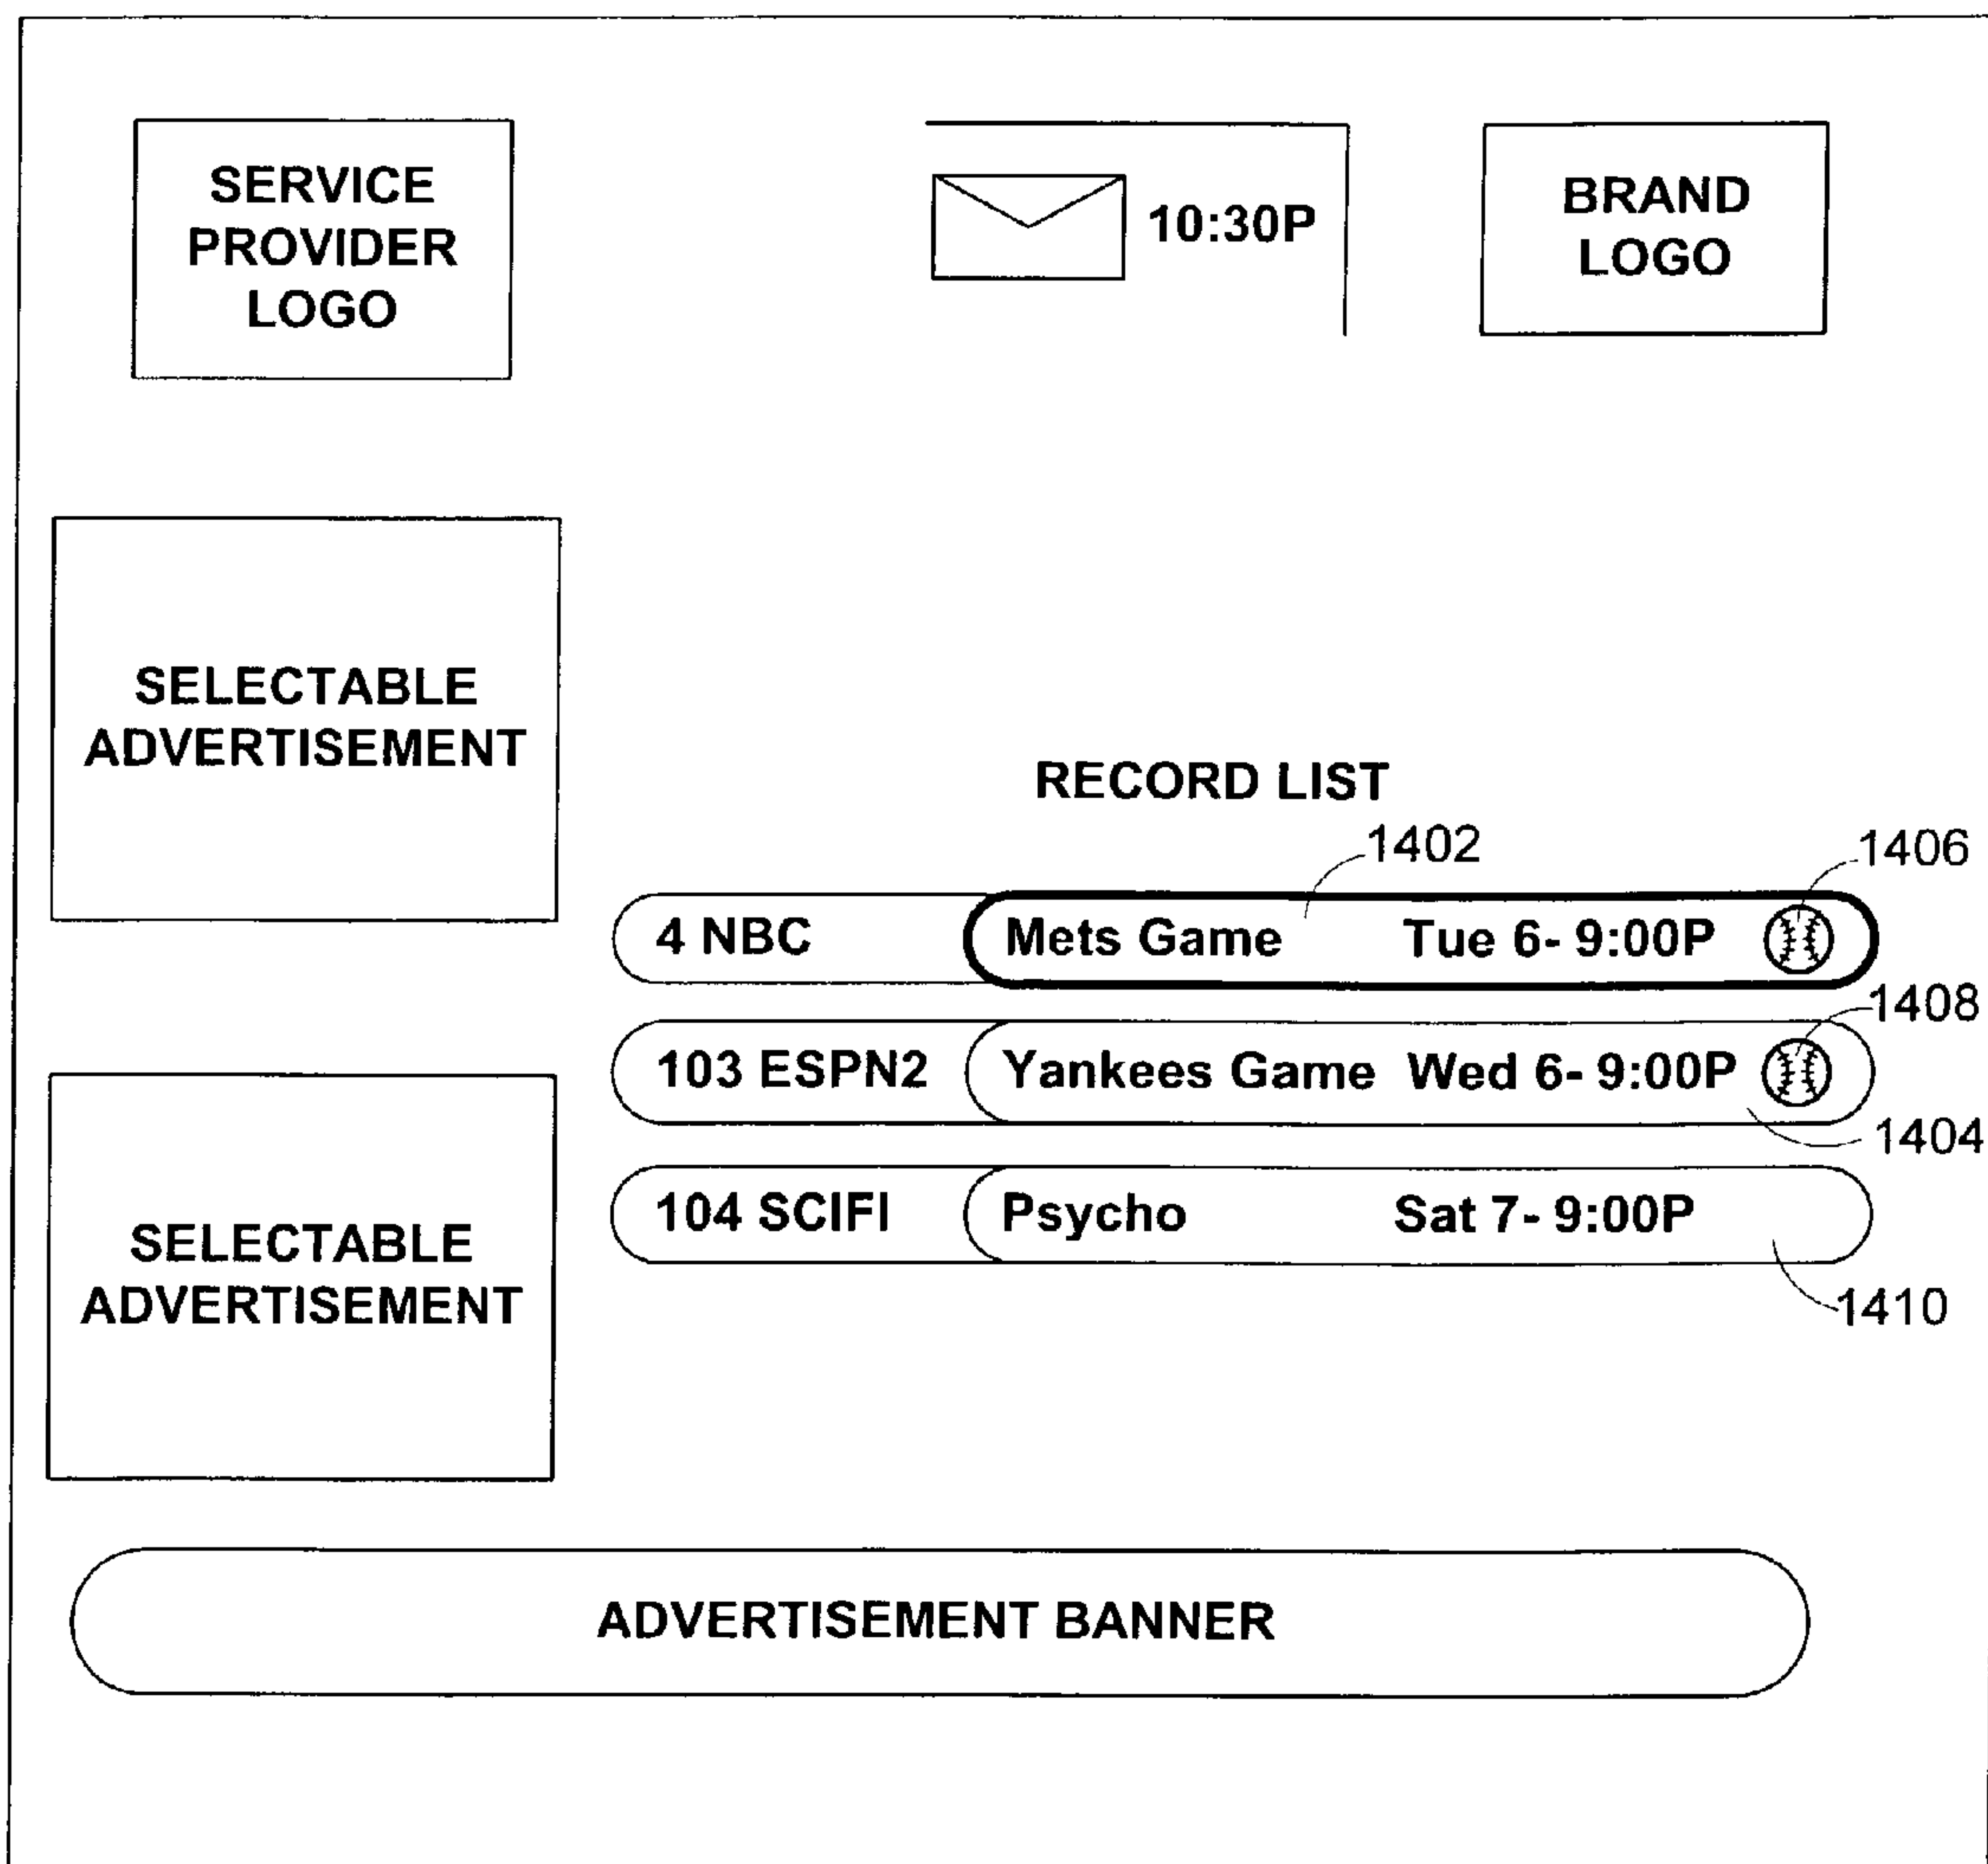 SERVICE
PROVIDER
LOGO
10:30P
BRAND
LOGO
SELECTABLE
ADVERTISEMENT
RECORD LIST
1402
1406
4 NBC Mets Game Tue 6- 9:00P
1408
103 ESPN2 Yankees Game Wed 6- 9:00P
1404
104 SCIFI Psycho Sat 7- 9:00P
1410
SELECTABLE
ADVERTISEMENT
ADVERTISEMENT BANNER